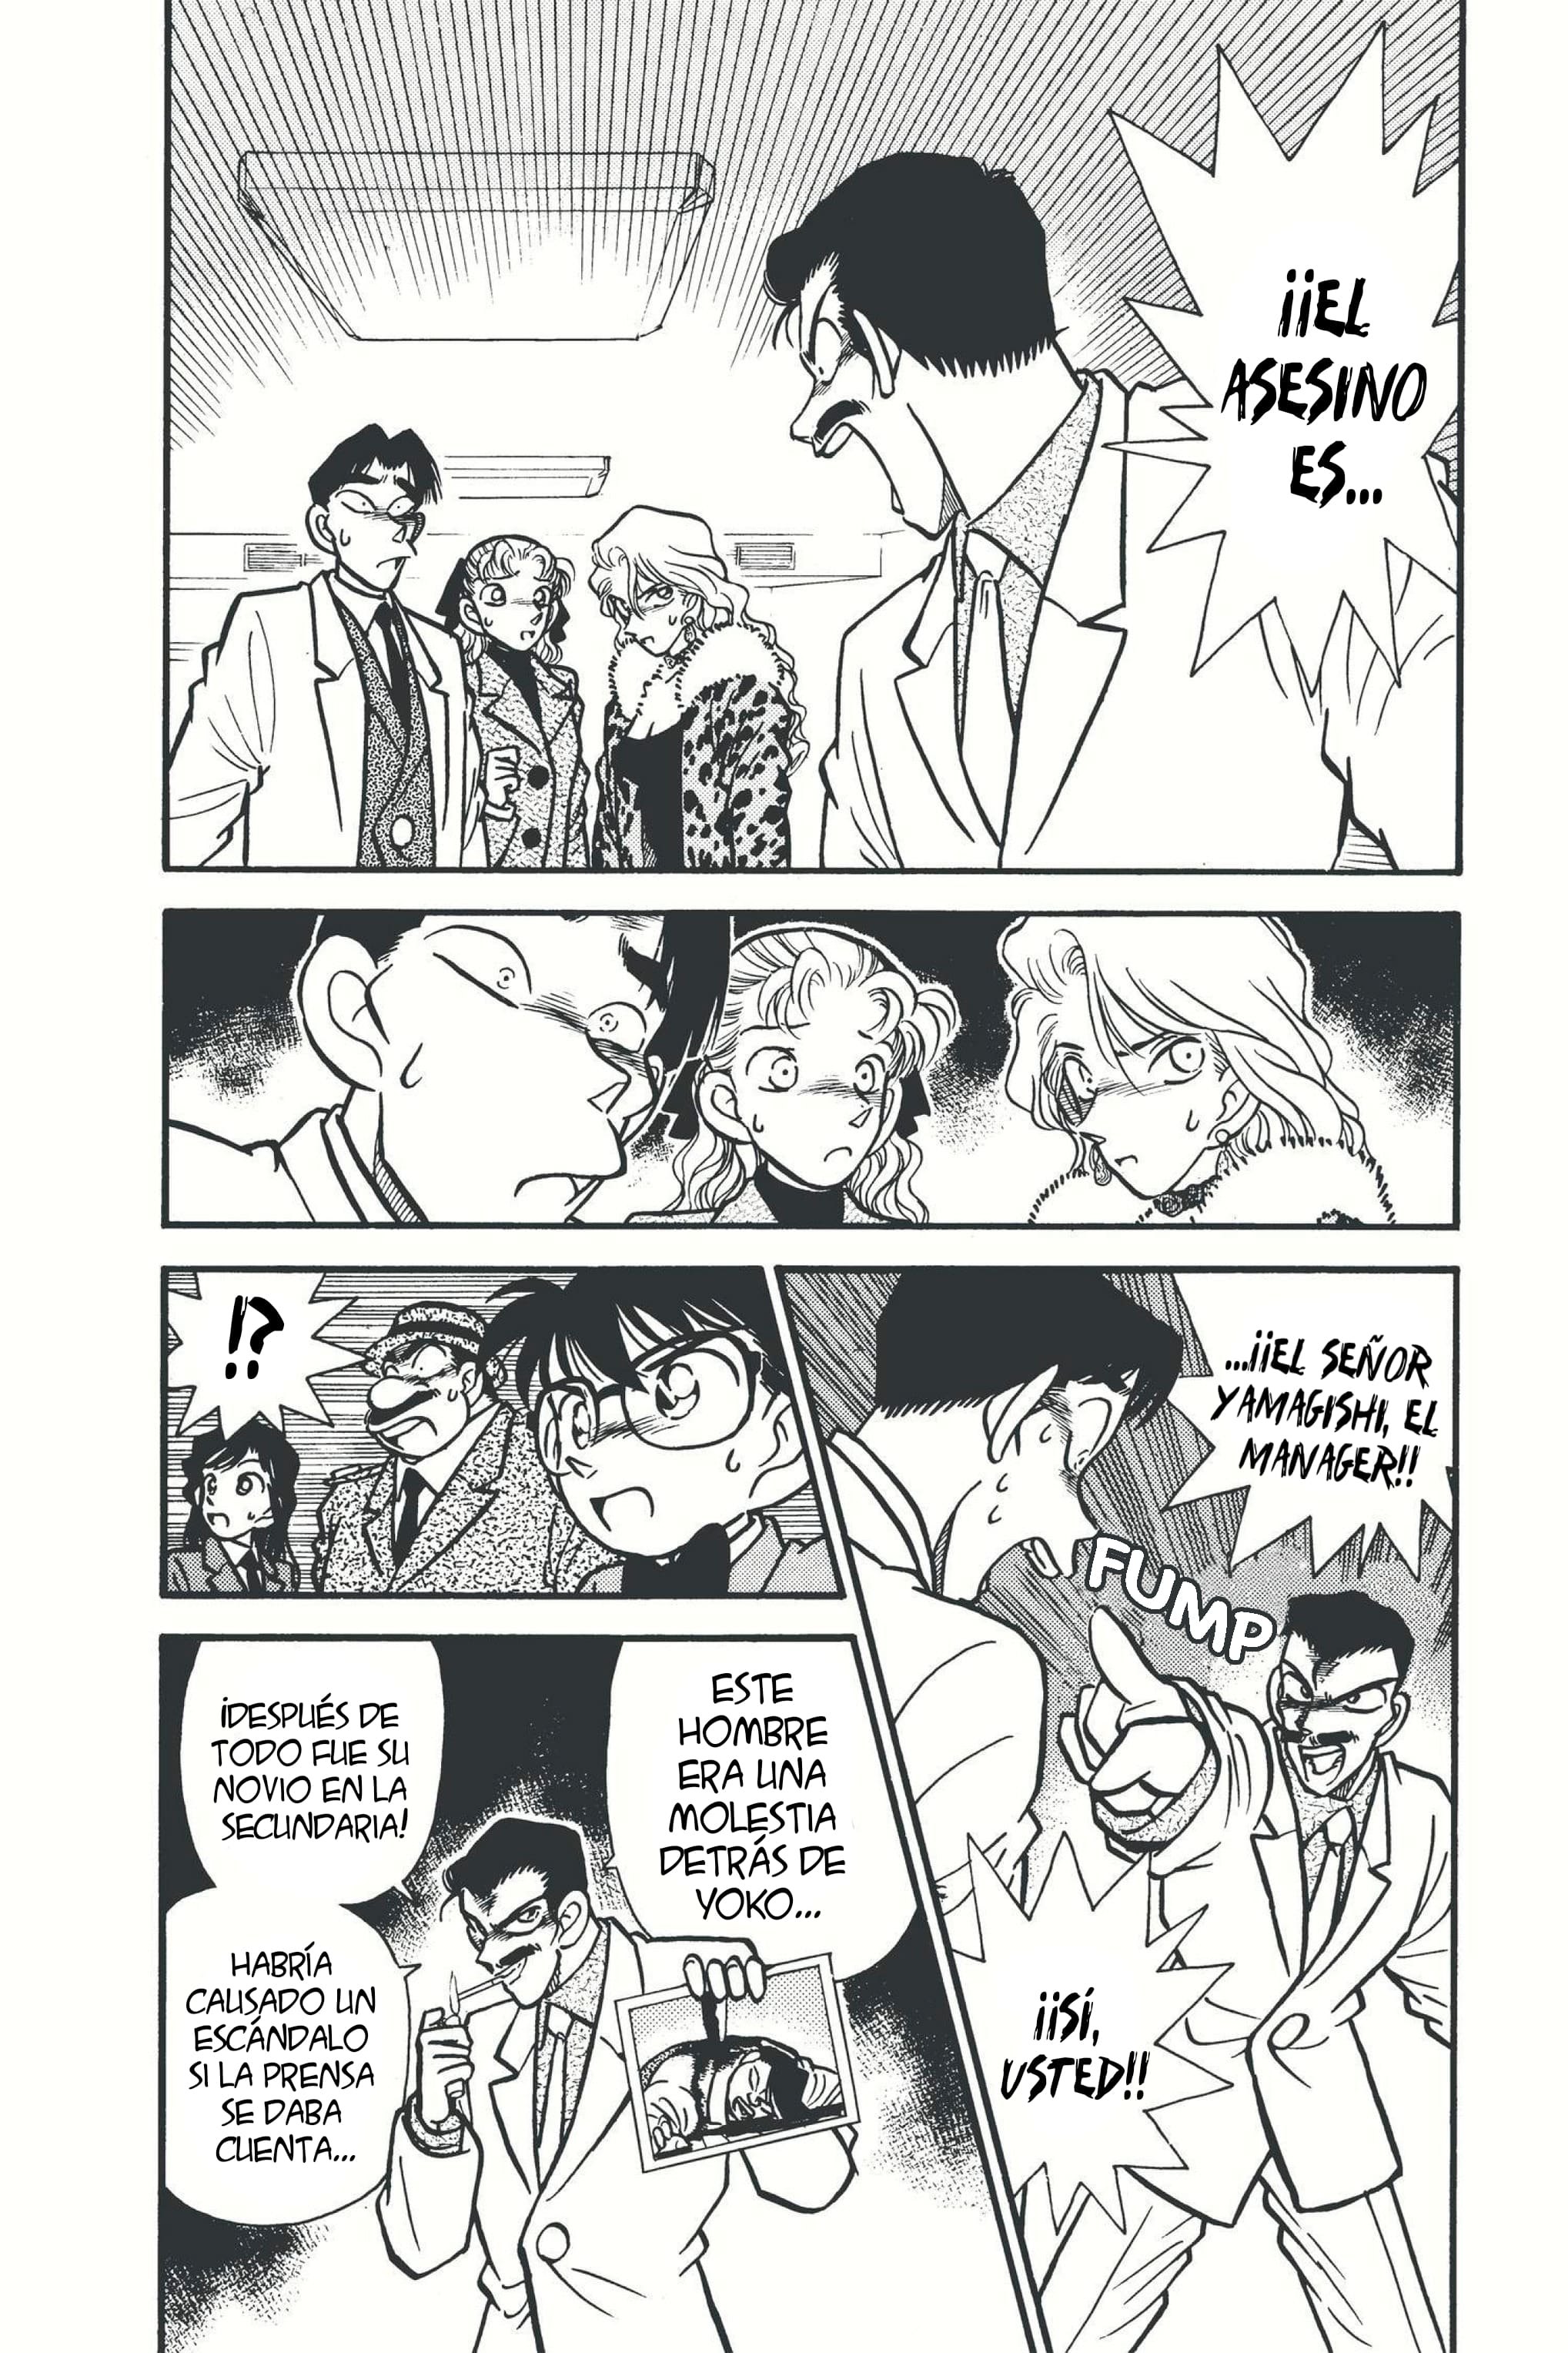 ¡¡EL
ASESINO
ES...
...¡¡EL SEÑOR
YAMAGISHI, EL
MANAGER!!
FUMP
¡¡SÍ,
USTED!!
!?
ESTE
HOMBRE
ERA UNA
MOLESTIA
DETRÁS DE
YOKO...
¡DESPUÉS DE
TODO FUE SU
NOVIO EN LA
SECUNDARIA!
HABRÍA
CAUSADO UN
ESCÁNDALO
SI LA PRENSA
SE DABA
CUENTA...